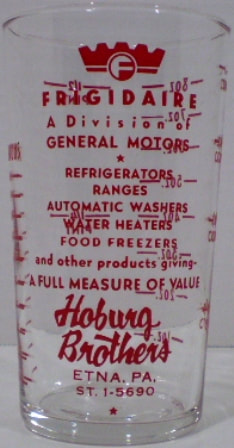 F
FRIGIDAIRE
A Division of
GENERAL MOTORS
REFRIGERATORS
RANGES
AUTOMATIC WASHERS
WATER HEATERS
FOOD FREEZERS
and other products giving-
A FULL MEASURE OF VALUE
Hoburg
Brothers
ETNA, PA.
ST. 1-5690